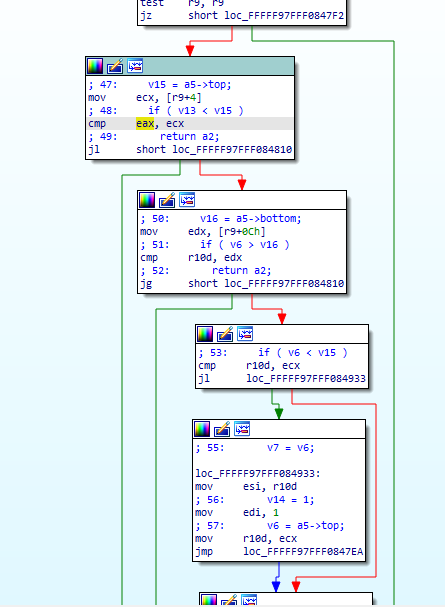 test    r9, r9
jz      short loc_FFFFF97FFF0847F2
; 47:     v15 = a5->top;
mov     ecx, [r9+4]
; 48:     if ( v13 < v15 )
cmp     eax, ecx
; 49:       return a2;
jl      short loc_FFFFF97FFF084810
; 50:     v16 = a5->bottom;
mov     edx, [r9+0Ch]
; 51:     if ( v6 > v16 )
cmp     r10d, edx
; 52:       return a2;
jg      short loc_FFFFF97FFF084810
; 53:     if ( v6 < v15 )
cmp     r10d, ecx
jl      loc_FFFFF97FFF084933
; 55:       v7 = v6;
loc_FFFFF97FFF084933:
mov     esi, r10d
; 56:       v14 = 1;
mov     edi, 1
; 57:       v6 = a5->top;
mov     r10d, ecx
jmp     loc_FFFFF97FFF0847EA